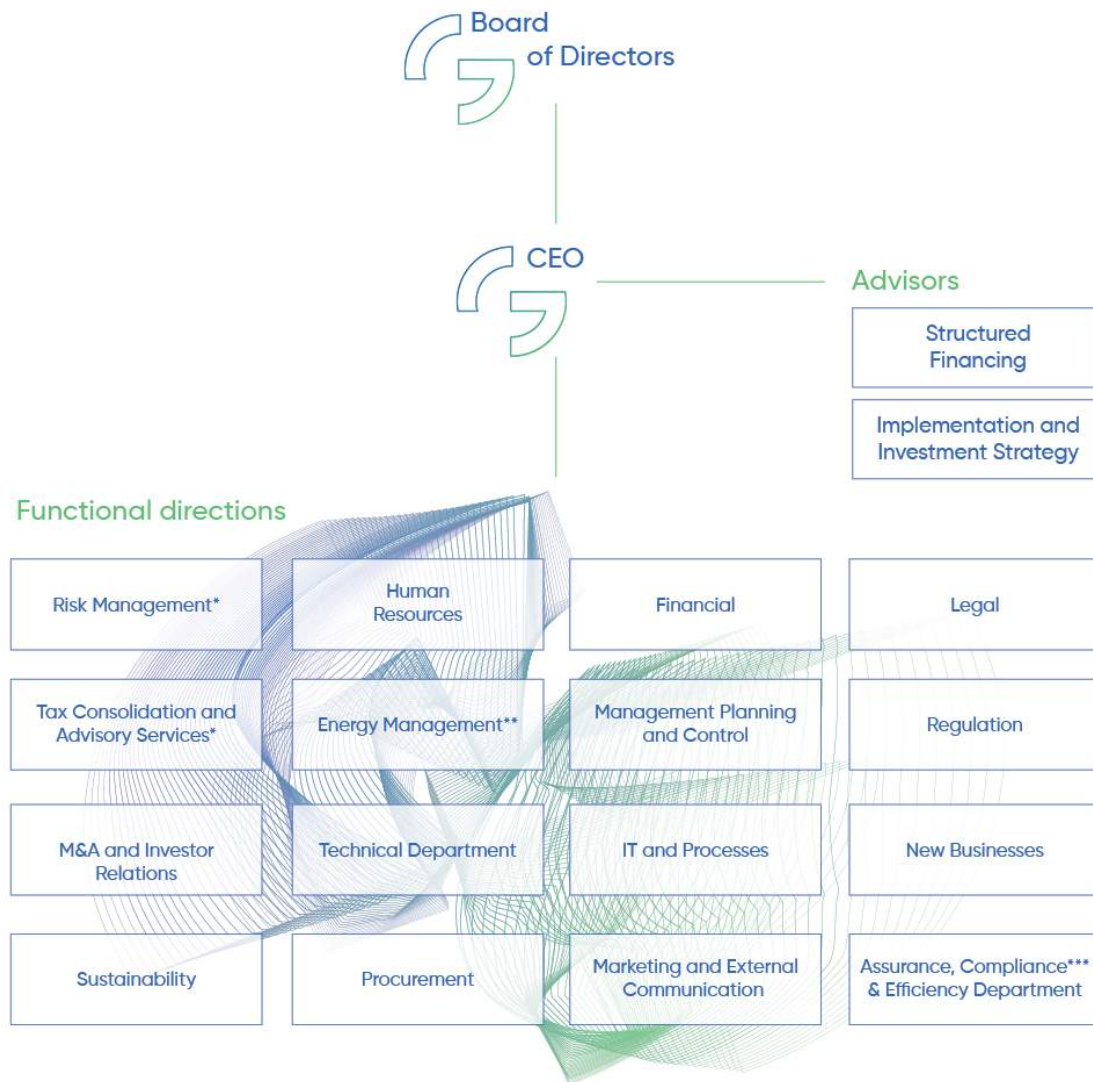 Board
of Directors
CEO
Advisors
Structured
Financing
Implementation and
Investment Strategy
Functional directions
Risk Management*
Human
Resources
Financial
Legal
Tax Consolidation and
Advisory Services*
Energy Management**
Management Planning
and Control
Regulation
M&A and Investor
Relations
Technical Department
IT and Processes
New Businesses
Sustainability
Procurement
Marketing and External
Communication
Assurance, Compliance***
& Efficiency Department